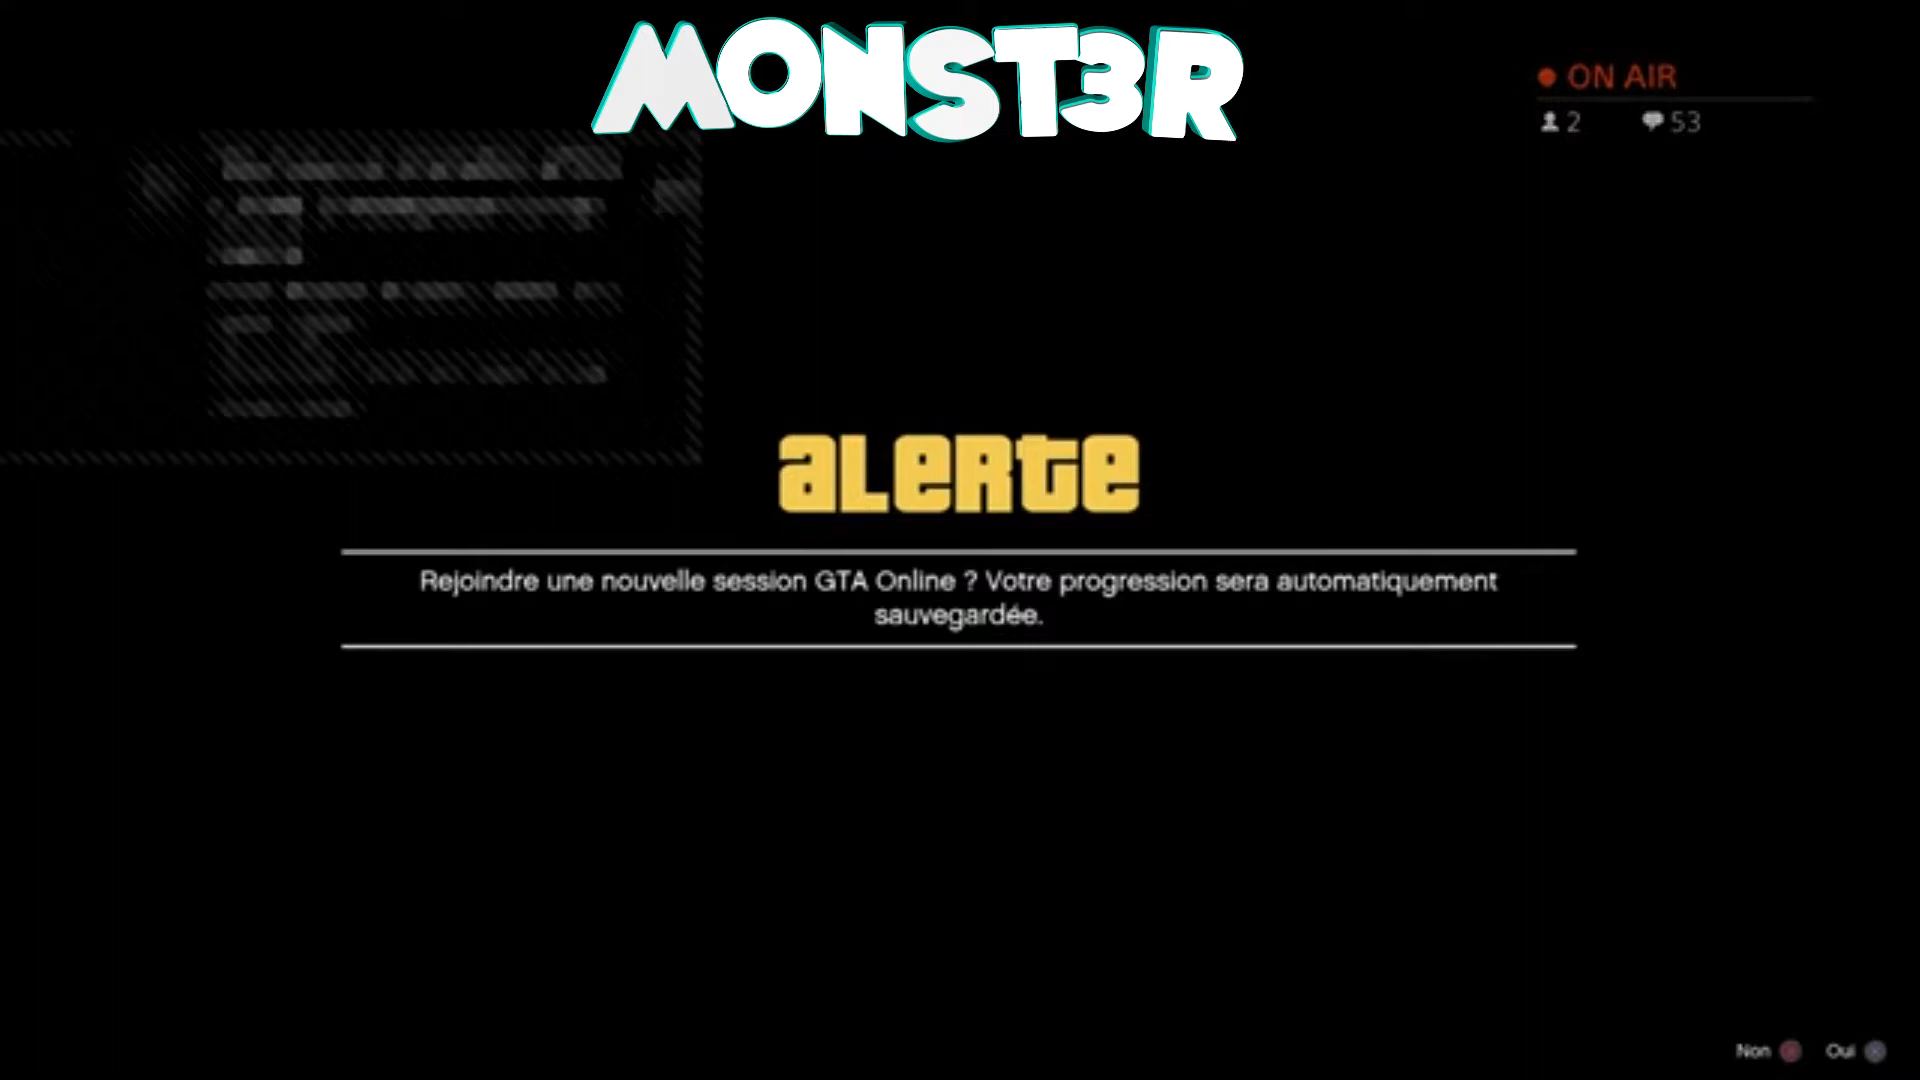 MONST3R
ON AIR
2 53
ALERTE
Rejoindre une nouvelle session GTA Online ? Votre progression sera automatiquement
sauvegardée.
Non Oui